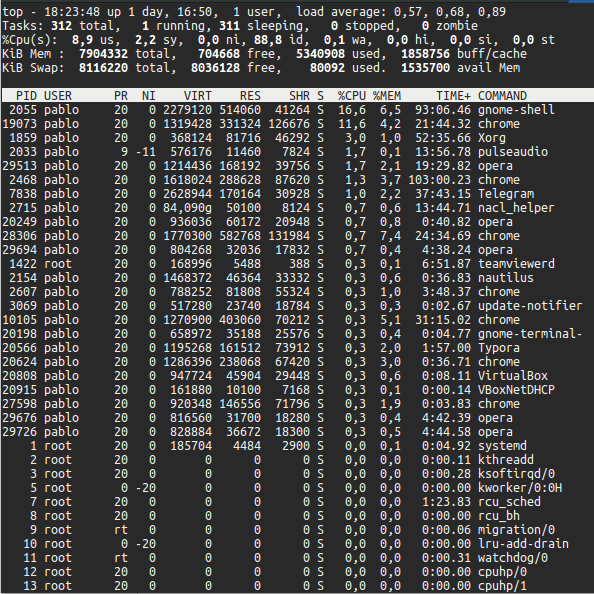 top - 18:23:48 up 1 day, 16:50,  1 user,  load average: 0,57, 0,68, 0,89
Tasks: 312 total,   1 running, 311 sleeping,   0 stopped,   0 zombie
%Cpu(s):  8,9 us,  2,2 sy,  0,0 ni, 88,8 id,  0,1 wa,  0,0 hi,  0,0 si,  0,0 st
KiB Mem :  7904332 total,   704668 free,  5340908 used,  1858756 buff/cache
KiB Swap:  8116220 total,  8036128 free,    80092 used.  1535700 avail Mem
PID USER      PR  NI    VIRT    RES    SHR S  %CPU %MEM     TIME+ COMMAND
2055 pablo     20   0 2279120 514060  41264 S  16,6  6,5  93:06.46 gnome-shell
19073 pablo     20   0 1319428 331324 126676 S  11,6  4,2  21:44.32 chrome
1859 pablo     20   0  368124  81716  46292 S   3,0  1,0  52:35.66 Xorg
2033 pablo      9 -11  576176  11460   7824 S   1,7  0,1  13:56.78 pulseaudio
29513 pablo     20   0 1214436 168192  39756 S   1,7  2,1  19:29.82 opera
2468 pablo     20   0 1618024 288628  87620 S   1,3  3,7 103:00.23 chrome
7838 pablo     20   0 2620944 170164  30928 S   1,0  2,2  37:43.15 Telegram
2715 pablo     20   0 84,090g  50100   8124 S   0,7  0,6  13:44.71 nacl_helper
20249 pablo     20   0  936036  60172  20948 S   0,7  0,8   0:40.82 opera
28306 pablo     20   0 1770300 582768 131984 S   0,7  7,4  24:34.69 chrome
29694 pablo     20   0  804268  32036  17832 S   0,7  0,4   4:38.24 opera
1422 root      20   0  168996   5488    388 S   0,3  0,1   6:51.87 teamviewerd
2154 pablo     20   0 1468372  46364  33332 S   0,3  0,6   0:36.83 nautilus
2607 pablo     20   0  788252  81808  55324 S   0,3  1,0   3:48.37 chrome
3069 pablo     20   0  517280  23740  18784 S   0,3  0,3   0:02.67 update-notifier
10105 pablo     20   0 1270900 403060  70212 S   0,3  5,1  31:15.02 chrome
20198 pablo     20   0  658972  35188  25576 S   0,3  0,4   0:04.77 gnome-terminal-
20566 pablo     20   0 1195268 161512  73912 S   0,3  2,0   1:57.00 Typora
20624 pablo     20   0 1286396 238068  67420 S   0,3  3,0   0:36.71 chrome
20808 pablo     20   0  947724  45904  29448 S   0,3  0,6   0:08.11 VirtualBox
20915 pablo     20   0  161880  10100   7168 S   0,3  0,1   0:00.14 VBoxNetDHCP
27598 pablo     20   0  920348 146556  71796 S   0,3  1,9   0:03.83 chrome
29676 pablo     20   0  816560  31700  18280 S   0,3  0,4   4:42.39 opera
29726 pablo     20   0  828884  36672  18300 S   0,3  0,5   4:44.58 opera
1 root      20   0  185704   4484   2900 S   0,0  0,1   0:04.92 systemd
2 root      20   0       0      0      0 S   0,0  0,0   0:00.11 kthreadd
3 root      20   0       0      0      0 S   0,0  0,0   0:00.28 ksoftirqd/0
5 root       0 -20       0      0      0 S   0,0  0,0   0:00.00 kworker/0:0H
7 root      20   0       0      0      0 S   0,0  0,0   1:23.83 rcu_sched
8 root      20   0       0      0      0 S   0,0  0,0   0:00.00 rcu_bh
9 root      rt   0       0      0      0 S   0,0  0,0   0:00.06 migration/0
10 root       0 -20       0      0      0 S   0,0  0,0   0:00.00 lru-add-drain
11 root      rt   0       0      0      0 S   0,0  0,0   0:00.31 watchdog/0
12 root      20   0       0      0      0 S   0,0  0,0   0:00.00 cpuhp/0
13 root      20   0       0      0      0 S   0,0  0,0   0:00.00 cpuhp/1